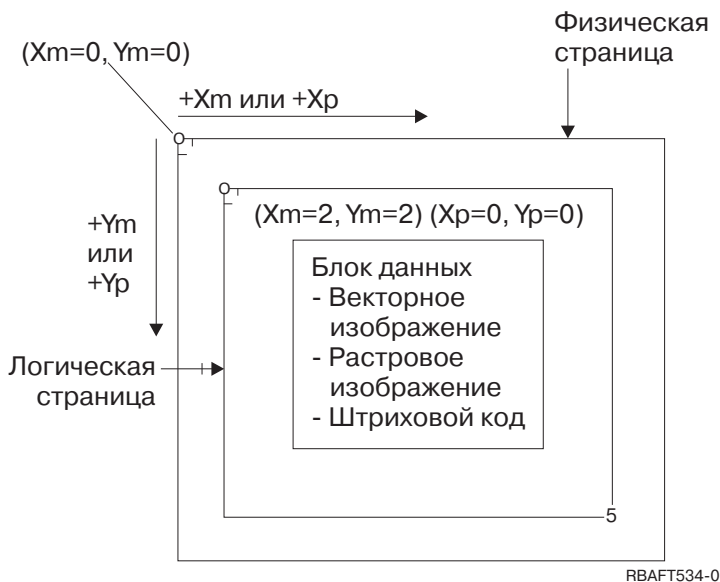 Физическая
страница
(Xm=0, Ym=0)
+Xm или +Xp
+Ym
или
+Yp
(Xm=2, Ym=2) (Xp=0, Yp=0)
Блок данных
- Векторное
изображение
- Растровое
изображение
- Штриховой код
Логическая
страница
5
RBAFT534-0